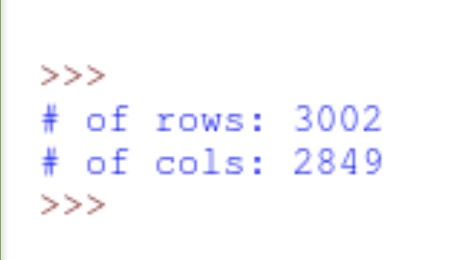 >>>
# of rows: 3002
# of cols: 2849
>>>